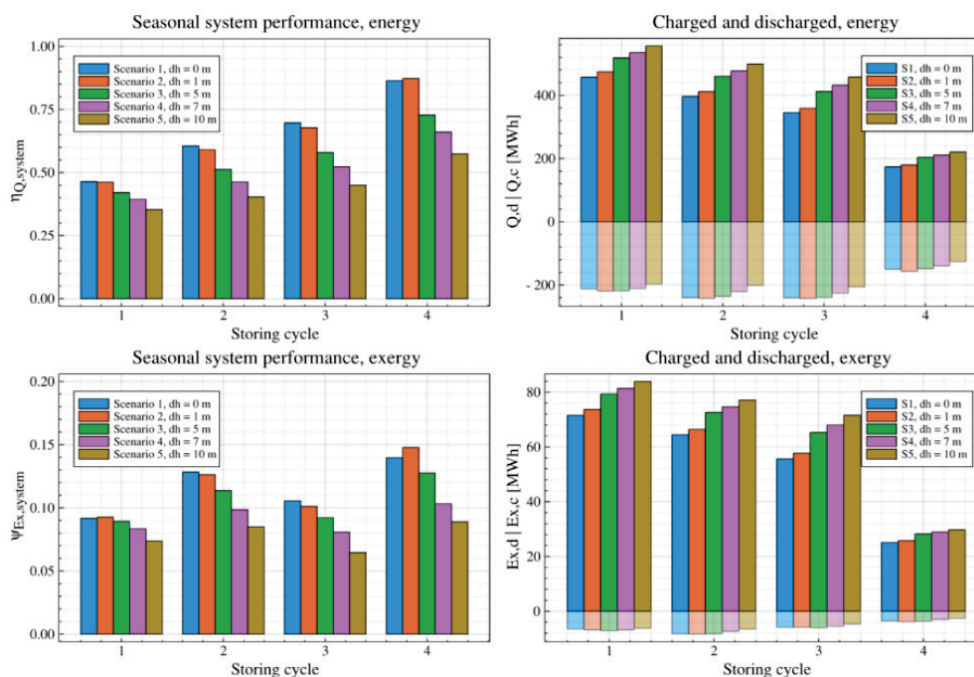 Seasonal system performance, energy
1.00
0.75
0.50
0.25
0.00
ηQ,system
Scenario 1, dh = 0 m
Scenario 2, dh = 1 m
Scenario 3, dh = 5 m
Scenario 4, dh = 7 m
Scenario 5, dh = 10 m
1 2 3 4
Storing cycle
Charged and discharged, energy
400
200
0
- 200
Q,d | Q,c [MWh]
S1, dh = 0 m
S2, dh = 1 m
S3, dh = 5 m
S4, dh = 7 m
S5, dh = 10 m
1 2 3 4
Storing cycle
Seasonal system performance, exergy
0.20
0.15
0.10
0.05
0.00
ΨEx,system
Scenario 1, dh = 0 m
Scenario 2, dh = 1 m
Scenario 3, dh = 5 m
Scenario 4, dh = 7 m
Scenario 5, dh = 10 m
1 2 3 4
Storing cycle
Charged and discharged, exergy
80
60
40
20
0
Ex,d | Ex,c [MWh]
S1, dh = 0 m
S2, dh = 1 m
S3, dh = 5 m
S4, dh = 7 m
S5, dh = 10 m
1 2 3 4
Storing cycle